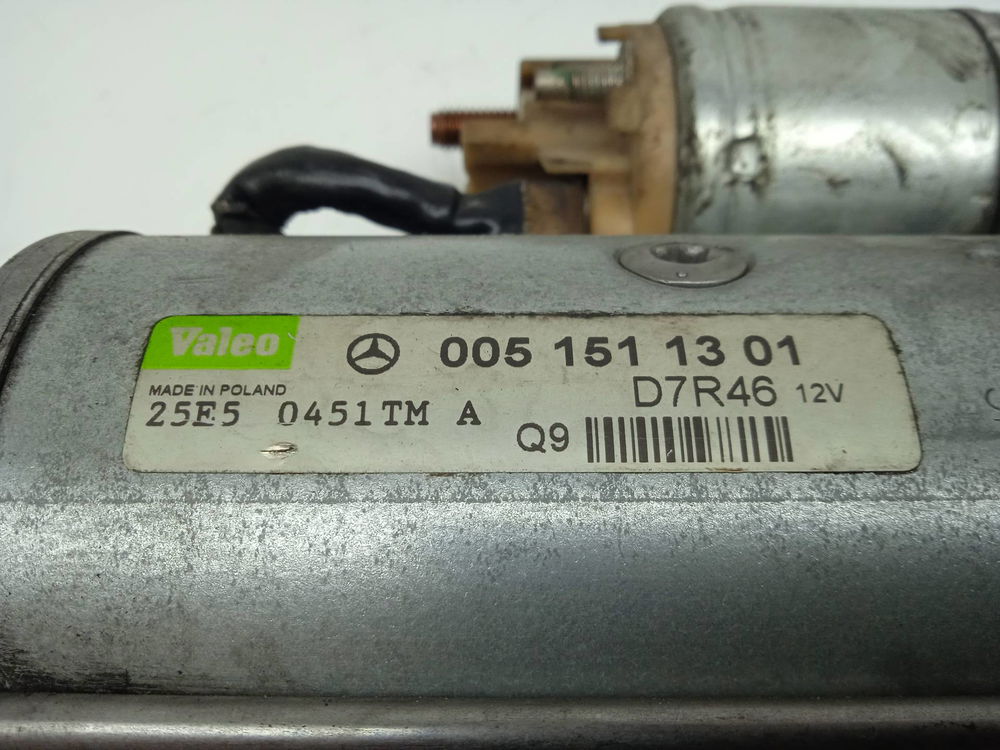 Valeo 005 151 13 01
MADE IN POLAND D7R46 12V
25E5 0451TM A
Q9